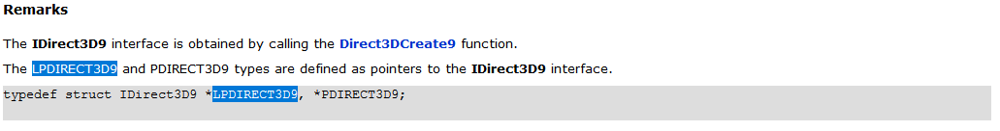 Remarks
The IDirect3D9 interface is obtained by calling the Direct3DCreate9 function.
The LPDIRECT3D9 and PDIRECT3D9 types are defined as pointers to the IDirect3D9 interface.
typedef struct IDirect3D9 *LPDIRECT3D9, *PDIRECT3D9;